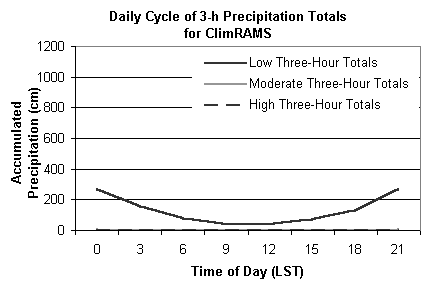 Daily Cycle of 3-h Precipitation Totals
for ClimRAMS
1200
1000
800
600
400
200
0
Accumulated
Precipitation (cm)
Low Three-Hour Totals
Moderate Three-Hour Totals
High Three-Hour Totals
0 3 6 9 12 15 18 21
Time of Day (LST)